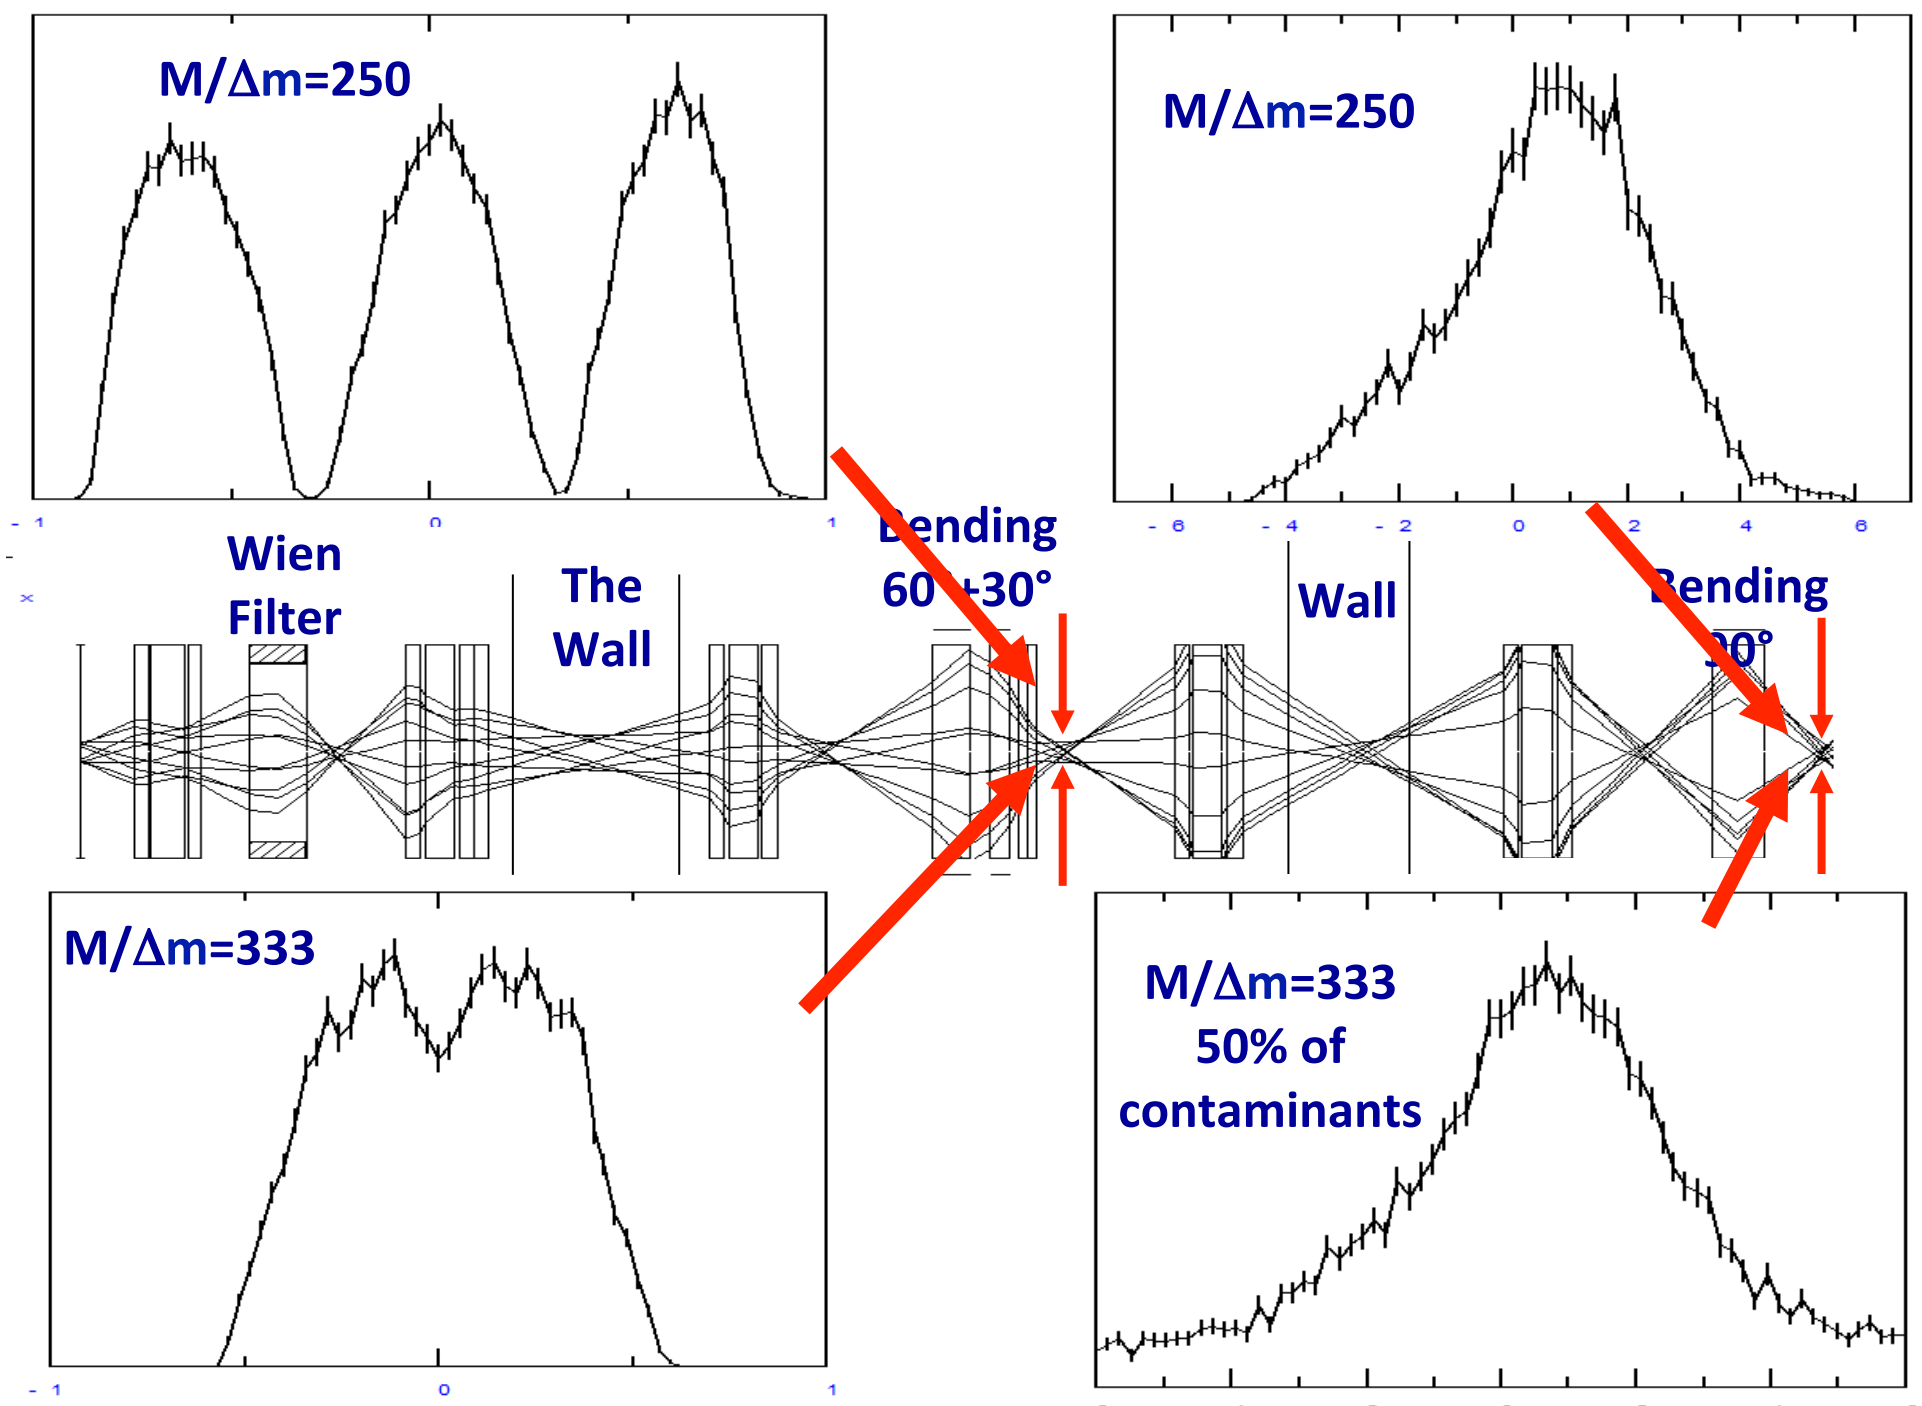 M/Δm=250
M/Δm=250
- 1
0
1
- 6
- 4
- 2
0
2
4
6
x
Wien
Filter
The
Wall
Bending
60°+30°
Wall
Bending
90°
M/Δm=333
- 1
0
1
M/Δm=333
50% of
contaminants